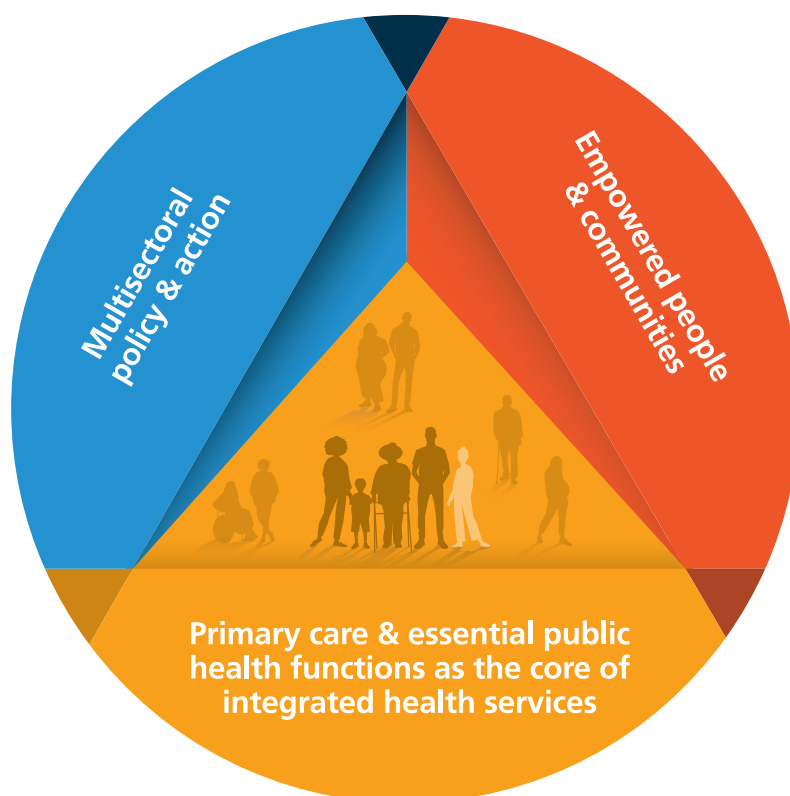 Multisectoral
policy & action
Empowered people
& communities
Primary care & essential public
health functions as the core of
integrated health services